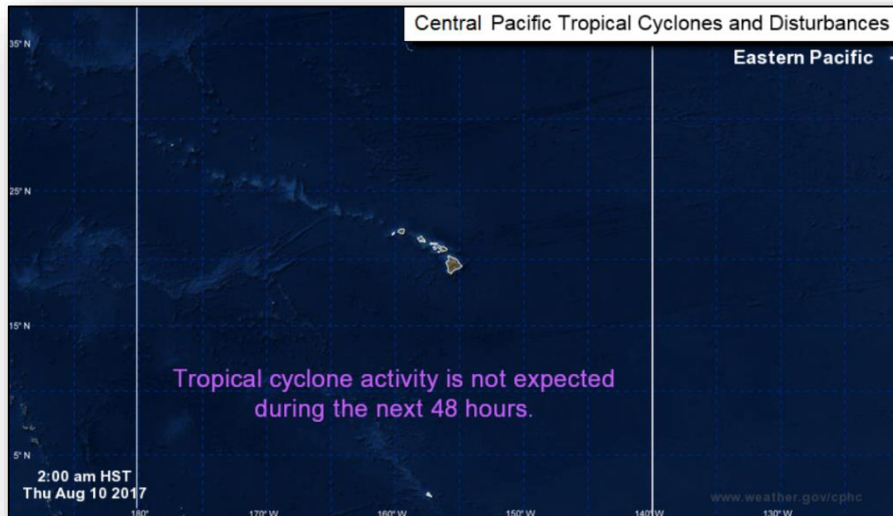 Central Pacific Tropical Cyclones and Disturbances
35° N
Eastern Pacific
25° N
15° N
Tropical cyclone activity is not expected
during the next 48 hours.
5° N
2:00 am HST
Thu Aug 10 2017
www.weather.gov/cphc
180° 170° W 160° W 150° W 140° W 130° W